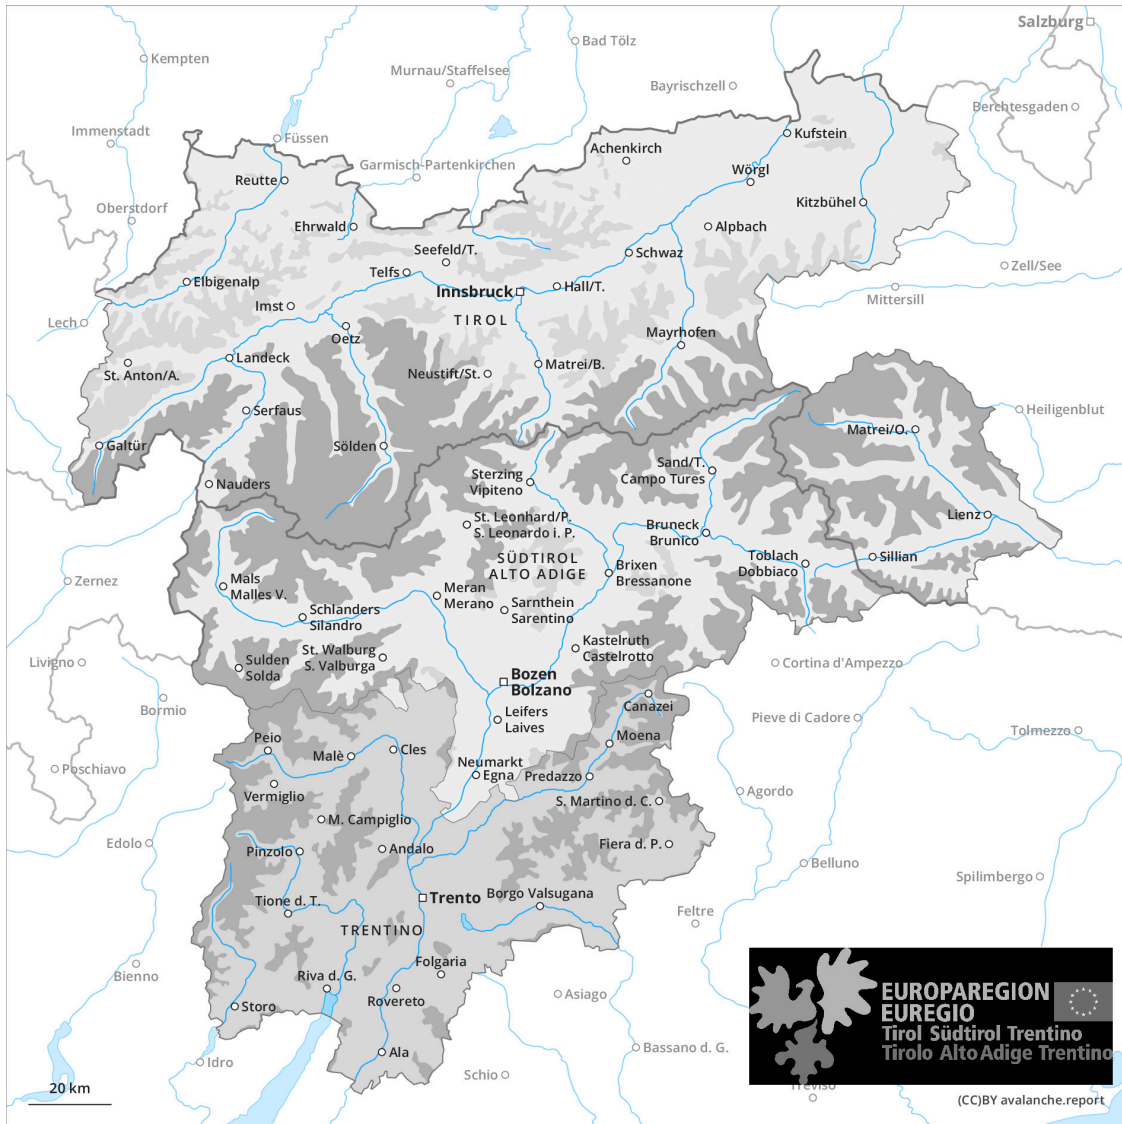 Salzburg
Bad Tölz
Kempten
Murnau/Staffelsee
Bayrischzell
Berchtesgaden
Immenstadt
Füssen
Kufstein
Achenkirch
Garmisch-Partenkirchen
Wörgl
Reutte
Oberstdorf
Kitzbühel
Ehrwald
Alpbach
Seefeld/T.
Schwaz
Telfs
Zell/See
Elbigenalp
Hall/T.
Innsbruck
Mittersill
Imst
TIROL
Lech
Oetz
Mayrhofen
Landeck
Matrei/B.
St. Anton/A.
Neustift/St.
Serfaus
Heiligenblut
Matrei/O.
Galtür
Sölden
Sand/T.
Campo Tures
Sterzing
Vipiteno
Nauders
Lienz
St. Leonhard/P.
S. Leonardo i. P.
Bruneck
Brunico
SÜDTIROL
ALTO ADIGE
Toblach
Dobbiaco
Sillian
Brixen
Bressanone
Zernez
Mals
Malles V.
Meran
Merano
Sarnthein
Sarentino
Schlanders
Silandro
Kastelruth
Castelrotto
St. Walburg
S. Valburga
Livigno
Sulden
Solda
Cortina d'Ampezzo
Bozen
Bolzano
Bormio
Canazei
Leifers
Laives
Pieve di Cadore
Tolmezzo
Moena
Peio
Cles
Malè
Neumarkt
Egna
Predazzo
Poschiavo
Vermiglio
Agordo
S. Martino d. C.
M. Campiglio
Edolo
Pinzolo
Andalo
Fiera d. P.
Belluno
Spilimbergo
Trento
Borgo Valsugana
Tione d. T.
Feltre
TRENTINO
Folgaria
Bienno
Riva d. G.
Rovereto
Asiago
Storo
EUROPAREGION
EUREGIO
Tirol Südtirol Trentino
Tirolo Alto Adige Trentino
Ala
Bassano d. G.
Idro
Schio
Treviso
20 km
(CC)BY avalanche.report